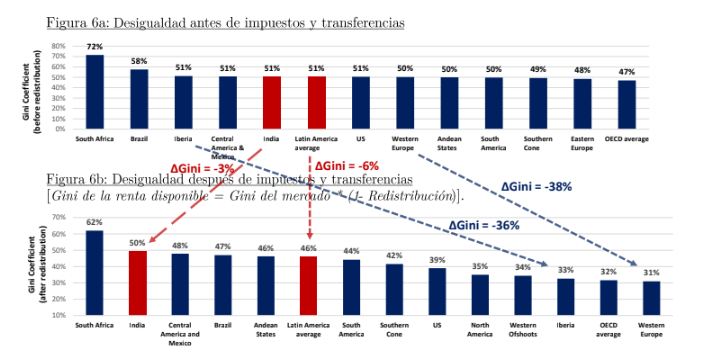 Figura 6a: Desigualdad antes de impuestos y transferencias
Gini Coefficient
(before redistribution)
80%
70%
60%
50%
40%
30%
20%
10%
0%
72% 58% 51% 51% 51% 51% 51% 50% 50% 50% 49% 48% 47%
South Africa Brazil Iberia Central America & Mexico India Latin America average US Western Europe Andean States South America Southern Cone Eastern Europe OECD average
ΔGini = -3%
ΔGini = -6%
ΔGini = -38%
ΔGini = -36%
Figura 6b: Desigualdad después de impuestos y transferencias
[Gini de la renta disponible = Gini del mercado * (1- Redistribución)].
Gini Coefficient
(after redistribution)
70%
60%
50%
40%
30%
20%
10%
62% 50% 48% 47% 46% 46% 44% 42% 39% 35% 34% 33% 32% 31%
South Africa India Central America and Mexico Brazil Andean States Latin America average South America Southern Cone US North America Western Ofshoots Iberia OECD average Western Europe